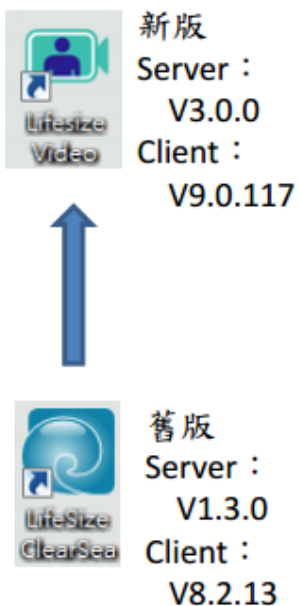 Lifesize
Video
新版
Server：
V3.0.0
Client：
V9.0.117
LifeSize
ClearSea
舊版
Server：
V1.3.0
Client：
V8.2.13